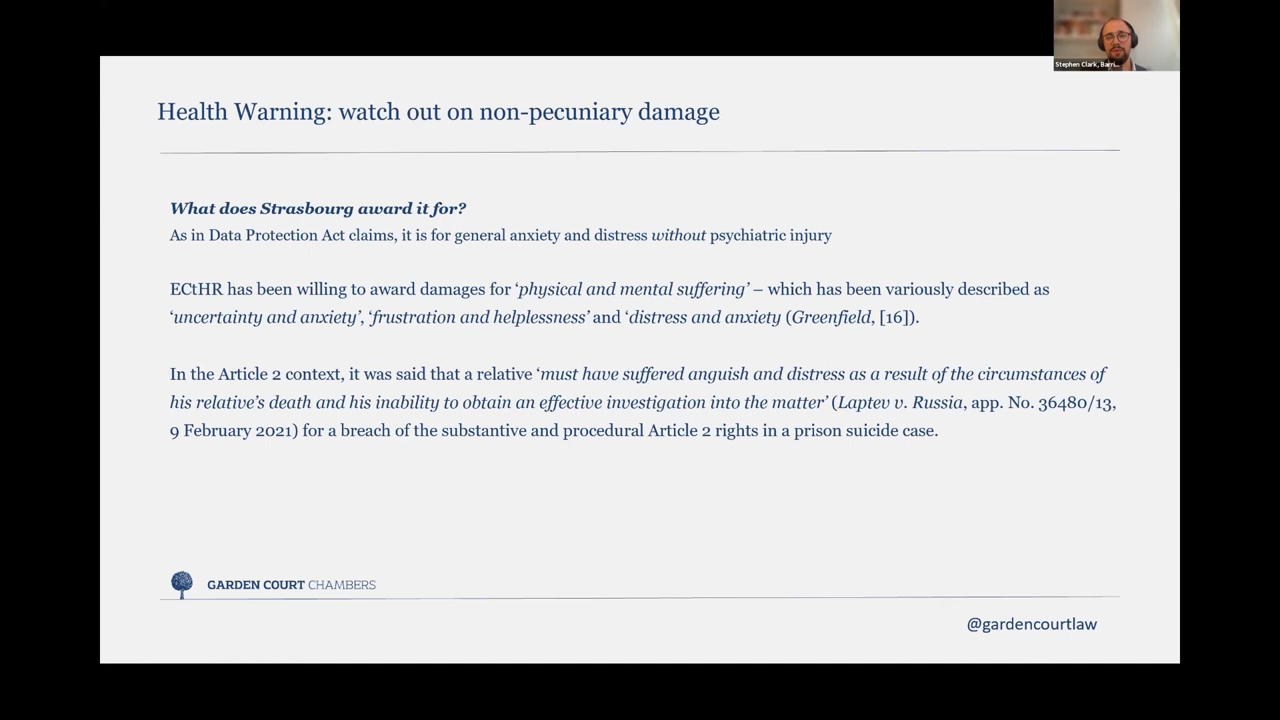 Stephen Clark, Barri...
Health Warning: watch out on non-pecuniary damage
What does Strasbourg award it for?
As in Data Protection Act claims, it is for general anxiety and distress without psychiatric injury
ECtHR has been willing to award damages for ‘physical and mental suffering’ – which has been variously described as
‘uncertainty and anxiety’, ‘frustration and helplessness’ and ‘distress and anxiety (Greenfield, [16]).
In the Article 2 context, it was said that a relative ‘must have suffered anguish and distress as a result of the circumstances of
his relative’s death and his inability to obtain an effective investigation into the matter’ (Laptev v. Russia, app. No. 36480/13,
9 February 2021) for a breach of the substantive and procedural Article 2 rights in a prison suicide case.
GARDEN COURT CHAMBERS
@gardencourtlaw